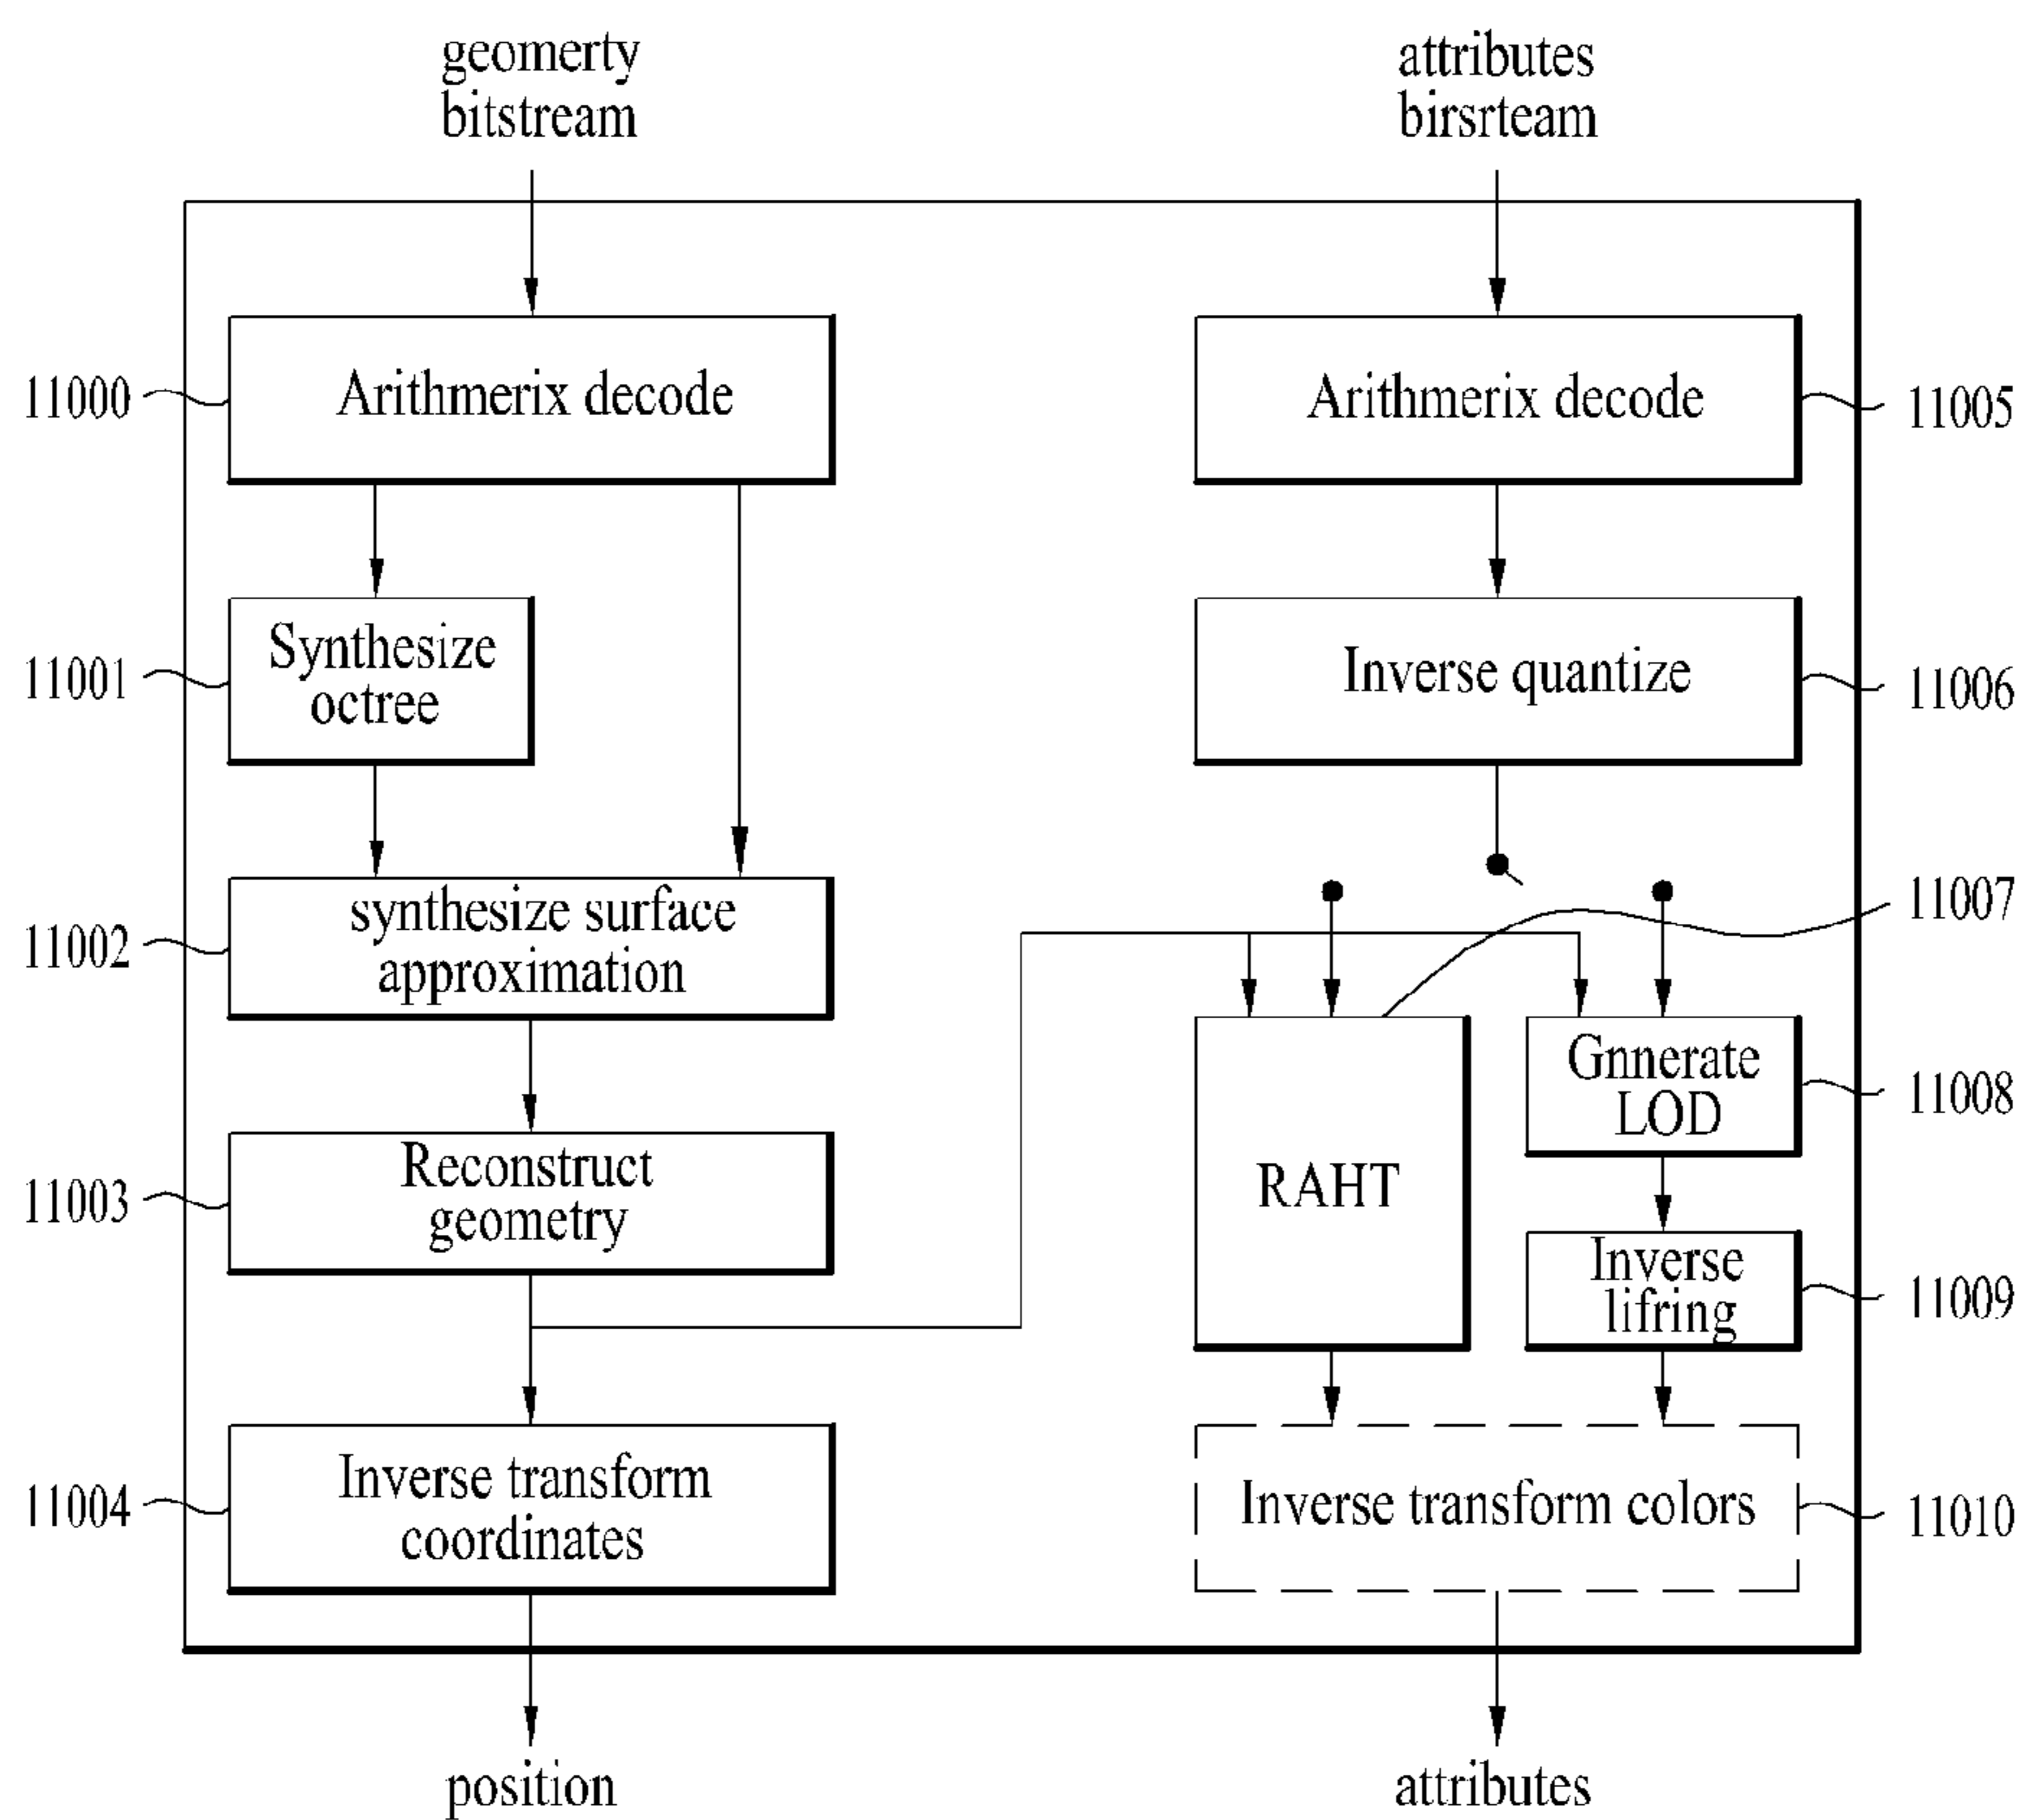 geomerty
bitstream
attributes
birsrteam
11000
Arithmerix decode
Arithmerix decode
11005
11001
Synthesize
octree
Inverse quantize
11006
11002
synthesize surface
approximation
11007
11003
Reconstruct
geometry
RAHT
Gnnerate
LOD
11008
Inverse
lifring
11009
11004
Inverse transform
coordinates
Inverse transform colors
11010
position
attributes